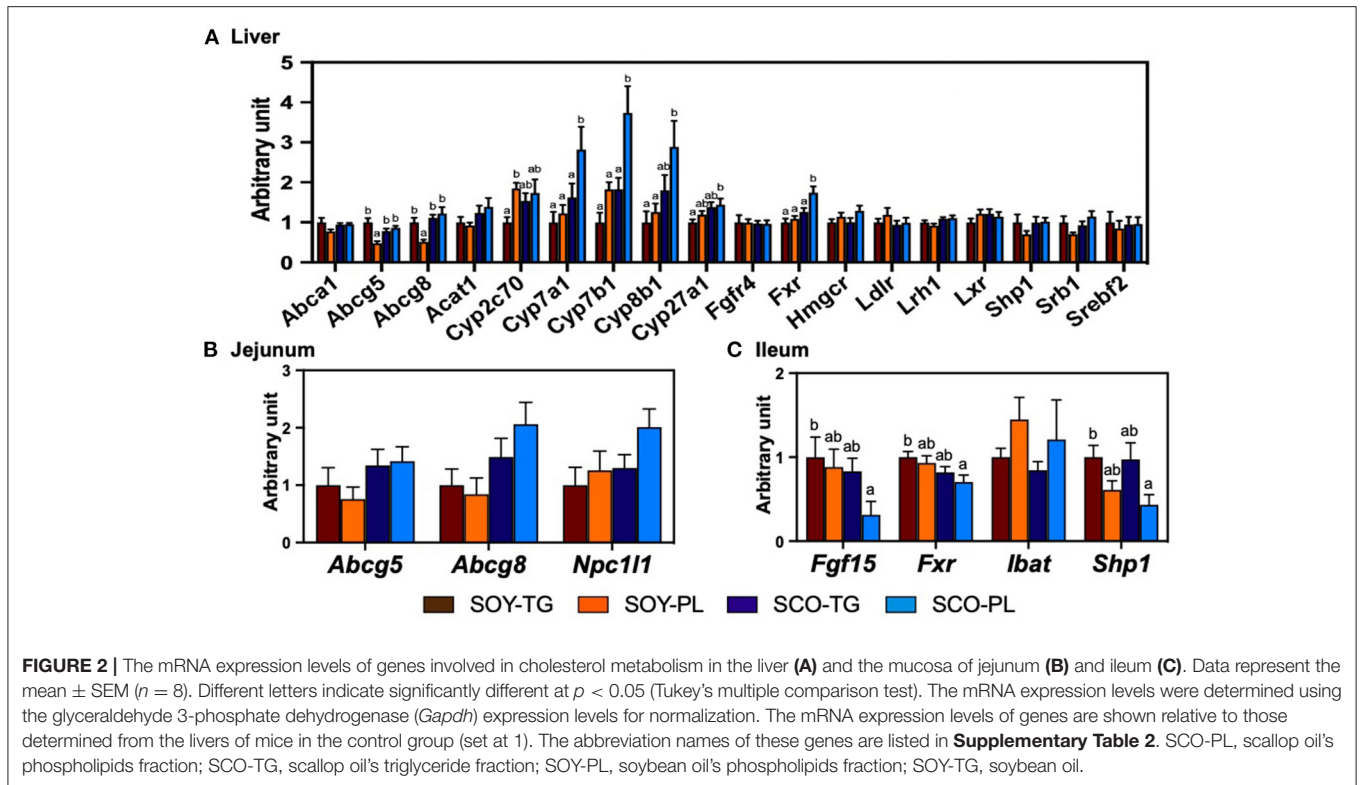 A Liver
Arbitrary unit
5
4
3
2
1
0
b a b b
b a b b
a b ab ab
a a a b
a a a b
a a ab b
a ab ab b
a a a b
Abca1 Abcg5 Abcg8 Acat1 Cyp2c70 Cyp7a1 Cyp7b1 Cyp8b1 Cyp27a1 Fgfr4 Fxr Hmgcr Ldlr Lrh1 Lxr Shp1 Srb1 Srebf2
B Jejunum
Arbitrary unit
3
2
1
0
Abcg5 Abcg8 Npc1l1
C Ileum
Arbitrary unit
2
1
0
b ab ab a
b ab ab a
b ab ab a
Fgf15 Fxr Ibat Shp1
SOY-TG SOY-PL SCO-TG SCO-PL
FIGURE 2 | The mRNA expression levels of genes involved in cholesterol metabolism in the liver (A) and the mucosa of jejunum (B) and ileum (C). Data represent the
mean ± SEM (n = 8). Different letters indicate significantly different at p < 0.05 (Tukey's multiple comparison test). The mRNA expression levels were determined using
the glyceraldehyde 3-phosphate dehydrogenase (Gapdh) expression levels for normalization. The mRNA expression levels of genes are shown relative to those
determined from the livers of mice in the control group (set at 1). The abbreviation names of these genes are listed in Supplementary Table 2. SCO-PL, scallop oil's
phospholipids fraction; SCO-TG, scallop oil's triglyceride fraction; SOY-PL, soybean oil's phospholipids fraction; SOY-TG, soybean oil.